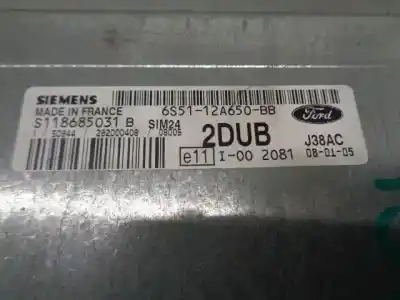 SIEMENS
MADE IN FRANCE
6S51-12A650-BB
Ford
S118685031 B
SIM24
2DUB
J38AC
e11 I-00 2081
08-01-05